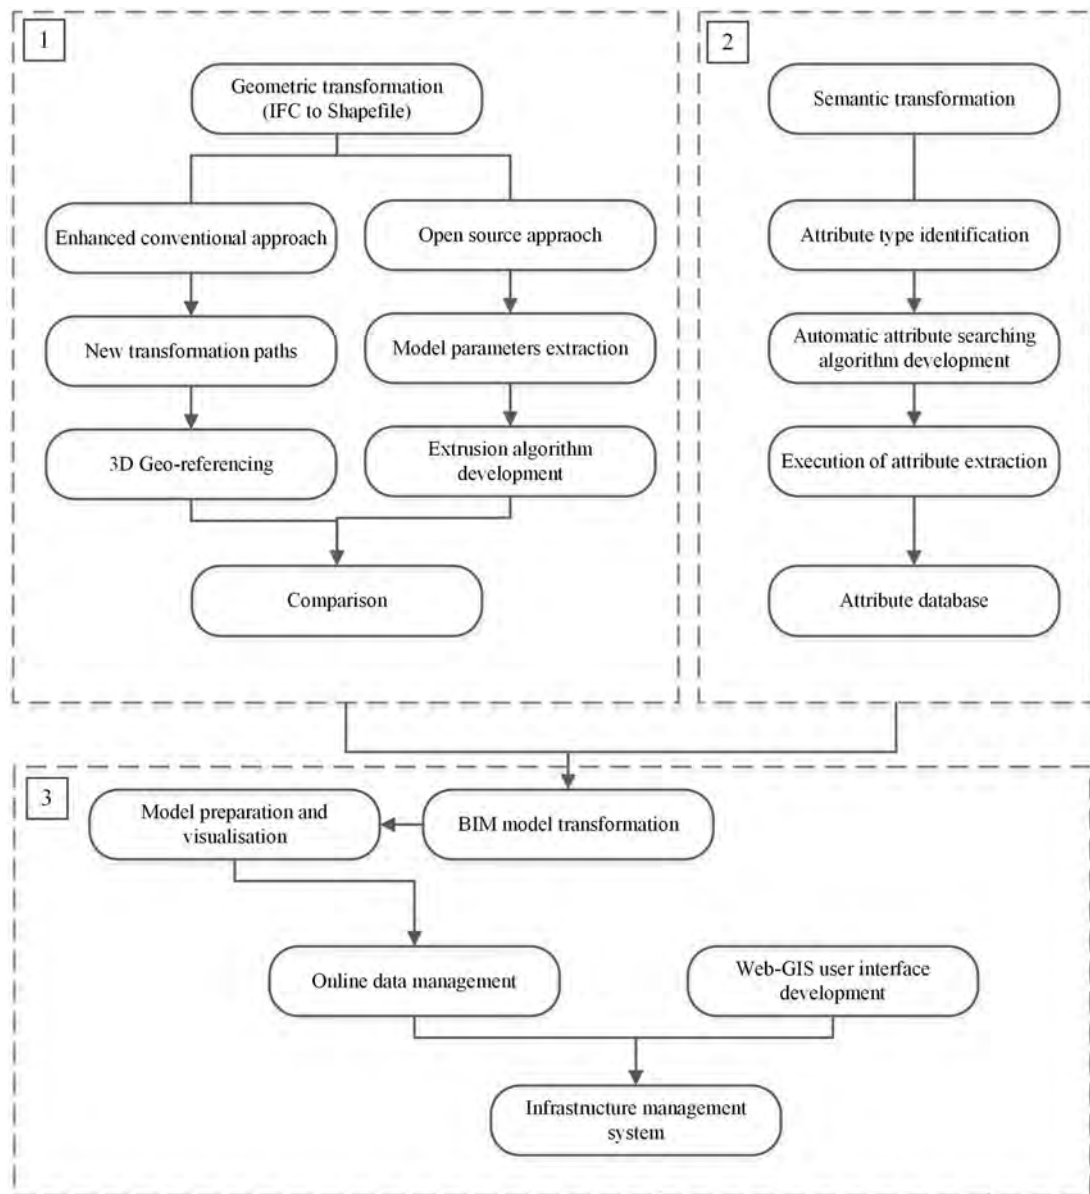 1
Geometric transformation
(IFC to Shapefile)
Enhanced conventional approach
Open source appraoch
New transformation paths
Model parameters extraction
3D Geo-referencing
Extrusion algorithm
development
Comparison
2
Semantic transformation
Attribute type identification
Automatic attribute searching
algorithm development
Execution of attribute extraction
Attribute database
3
Model preparation and
visualisation
BIM model transformation
Online data management
Web-GIS user interface
development
Infrastructure management
system